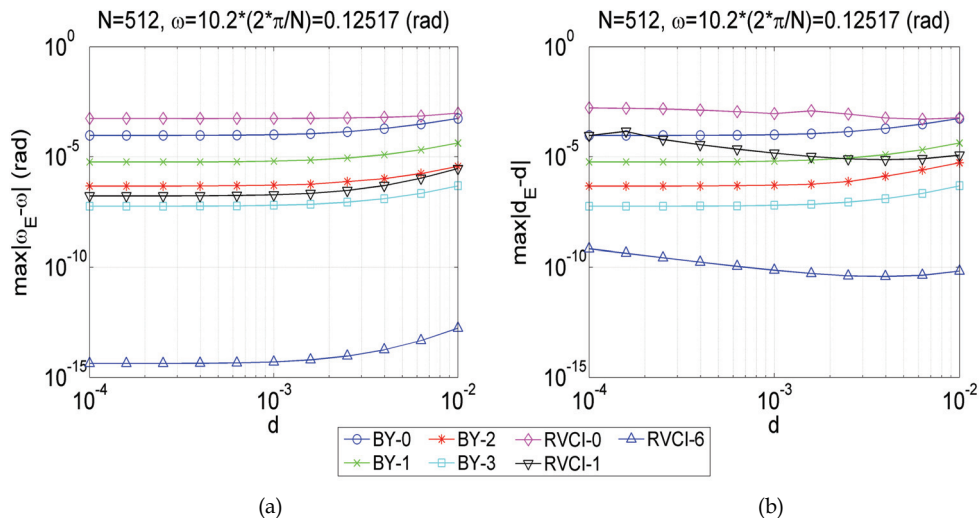 N=512, ω=10.2*(2*π/N)=0.12517 (rad)
max|ω_E-ω| (rad)
10^0
10^-5
10^-10
10^-15
10^-4
10^-3
10^-2
d
N=512, ω=10.2*(2*π/N)=0.12517 (rad)
max|d_E-d|
10^0
10^-5
10^-10
10^-15
10^-4
10^-3
10^-2
d
BY-0 BY-2 RVCI-0 RVCI-6
BY-1 BY-3 RVCI-1
(a) (b)